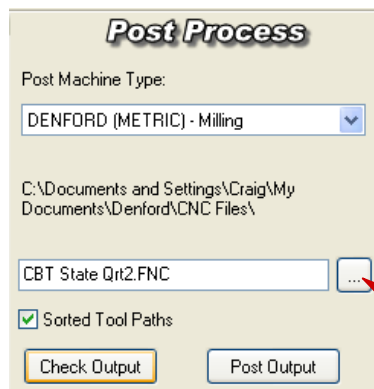 Post Process
Post Machine Type:
DENFORD (METRIC) - Milling
C:\Documents and Settings\Craig\My
Documents\Denford\CNC Files\
CBT State Qrt2.FNC
...
Sorted Tool Paths
Check Output
Post Output